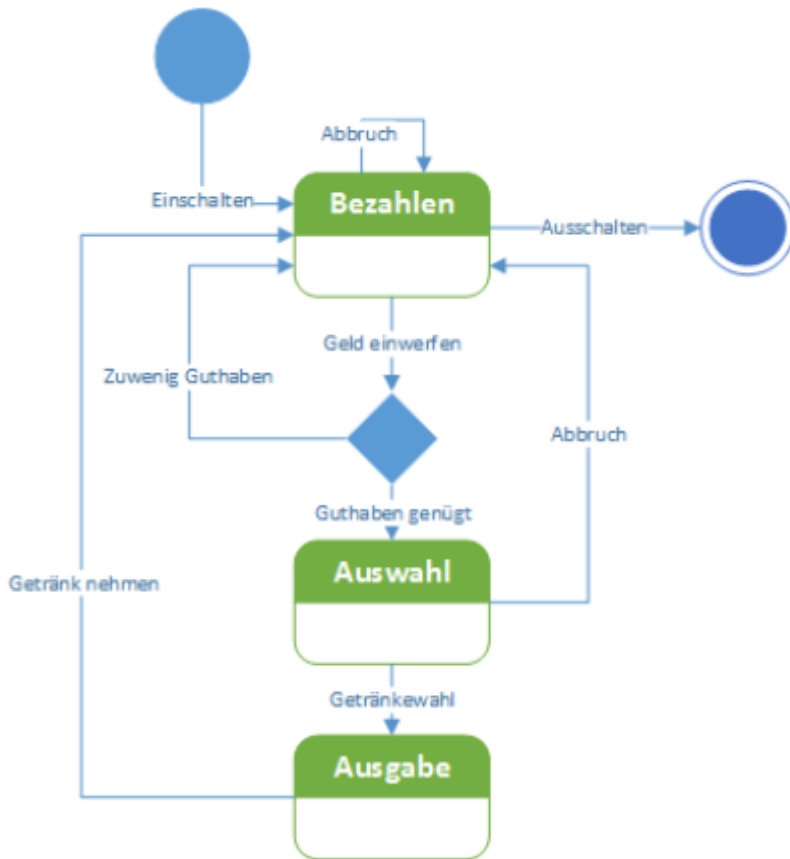 Abbruch
Einschalten
Bezahlen
Ausschalten
Geld einwerfen
Zuwenig Guthaben
Abbruch
Guthaben genügt
Auswahl
Getränk nehmen
Getränkewahl
Ausgabe